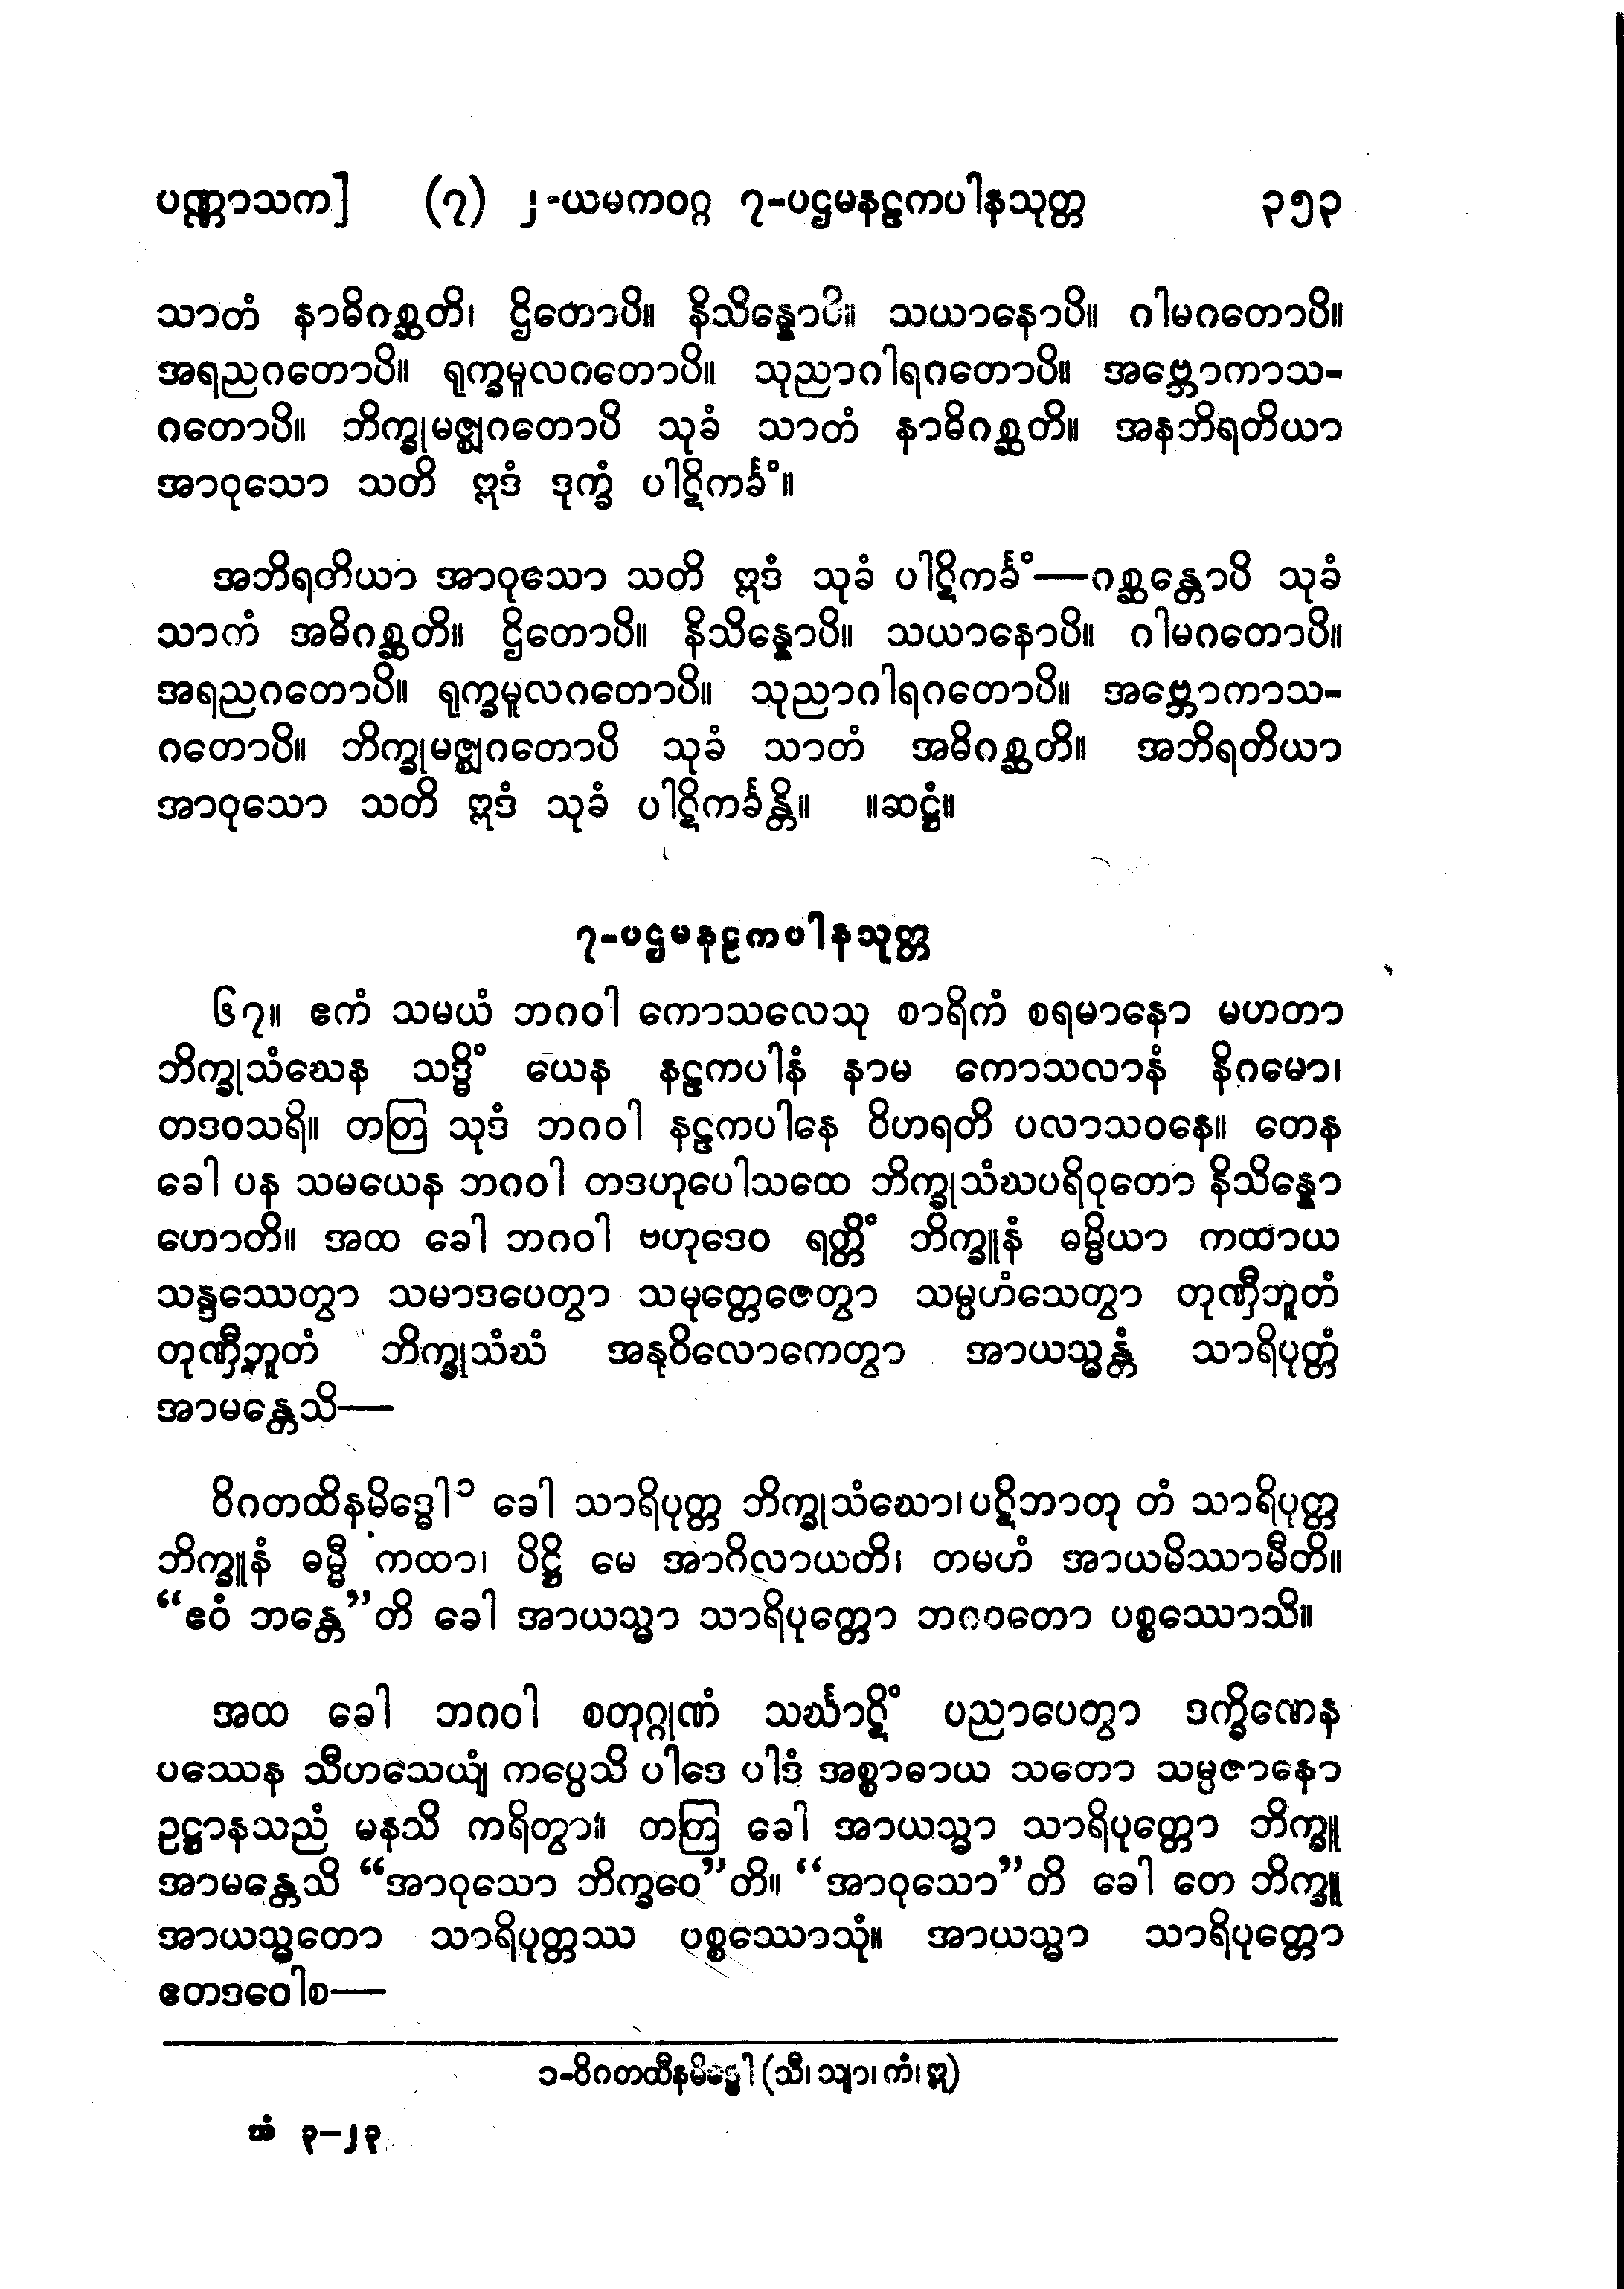 ပဏ္ဏာသက] (၇) ၂-ယမကဝဂ္ဂ ၇-ပဌမနဠကပါနသုတ္တ ၃၅၃
သာတံ နာဓိဂစ္ဆတိ၊ ဌိတောပိ။ နိသိန္နောပိ။ သယာနောပိ။ ဂါမဂတောပိ။
အရညဂတောပိ။ ရုက္ခမူလဂတောပိ။ သုညာဂါရဂတောပိ။ အဗ္ဘောကာသ-
ဂတောပိ။ ဘိက္ခုမဇ္ဈဂတောပိ သုခံ သာတံ နာဓိဂစ္ဆတိ။ အနဘိရတိယာ
အာဝုသော သတိ ဣဒံ ဒုက္ခံ ပါဋိကင်္ခံ။
အဘိရတိယာ အာဝုသော သတိ ဣဒံ သုခံ ပါဋိကင်္ခံ—ဂစ္ဆန္တောပိ သုခံ
သာကံ အဓိဂစ္ဆတိ။ ဌိတောပိ။ နိသိန္နောပိ။ သယာနောပိ။ ဂါမဂတောပိ။
အရညဂတောပိ။ ရုက္ခမူလဂတောပိ။ သုညာဂါရဂတောပိ။ အဗ္ဘောကာသ-
ဂတောပိ။ ဘိက္ခုမဇ္ဈဂတောပိ သုခံ သာတံ အဓိဂစ္ဆတိ။ အဘိရတိယာ
အာဝုသော သတိ ဣဒံ သုခံ ပါဋိကင်္ခန္တိ။ ။ဆဋ္ဌံ။
၇-ပဌမနဠကပါနသုတ္တ
၆၇။ ဧကံ သမယံ ဘဂဝါ ကောသလေသု စာရိကံ စရမာနော မဟတာ
ဘိက္ခုသံဃေန သဒ္ဓိံ ယေန နဠကပါနံ နာမ ကောသလာနံ နိဂမော၊
တဒဝသရိ။ တတြ သုဒံ ဘဂဝါ နဠကပါနေ ဝိဟရတိ ပလာသဝနေ။ တေန
ခေါ ပန သမယေန ဘဂဝါ တဒဟုပေါသထေ ဘိက္ခုသံဃပရိဝုတော နိသိန္နော
ဟောတိ။ အထ ခေါ ဘဂဝါ ဗဟုဒေဝ ရတ္တိံ ဘိက္ခူနံ ဓမ္မိယာ ကထာယ
သန္ဒဿေတွာ သမာဒပေတွာ သမုတ္တေဇေတွာ သမ္ပဟံသေတွာ တုဏှီဘူတံ
တုဏှီဘူတံ ဘိက္ခုသံဃံ အနုဝိလောကေတွာ အာယသ္မန္တံ သာရိပုတ္တံ
အာမန္တေသိ—
ဝိဂတထိနမိဒ္ဓေါ၁ ခေါ သာရိပုတ္တ ဘိက္ခုသံဃော၊ ပဋိဘာတု တံ သာရိပုတ္တ
ဘိက္ခူနံ ဓမ္မီ ကထာ၊ ပိဋ္ဌိ မေ အာဂိလာယတိ၊ တမဟံ အာယမိဿာမီတိ။
“ဧဝံ ဘန္တေ”တိ ခေါ အာယသ္မာ သာရိပုတ္တော ဘဂဝတော ပစ္စဿောသိ။
အထ ခေါ ဘဂဝါ စတုဂ္ဂုဏံ သင်္ဃာဋိံ ပညာပေတွာ ဒက္ခိဏေန
ပဿေန သီဟသေယျံ ကပ္ပေသိ ပါဒေ ပါဒံ အစ္စာဓာယ သတော သမ္ပဇာနော
ဥဋ္ဌာနသညံ မနသိ ကရိတွာ။ တတြ ခေါ အာယသ္မာ သာရိပုတ္တော ဘိက္ခူ
အာမန္တေသိ “အာဝုသော ဘိက္ခဝေ”တိ။ “အာဝုသော”တိ ခေါ တေ ဘိက္ခူ
အာယသ္မတော သာရိပုတ္တဿ ပစ္စဿောသုံ။ အာယသ္မာ သာရိပုတ္တော
ဧတဒဝေါစ—
၁-ဝိဂတထီနမိဒ္ဓေါ (သီ၊ သျာ၊ ကံ၊ ဣ)
အံ ၃-၂၃